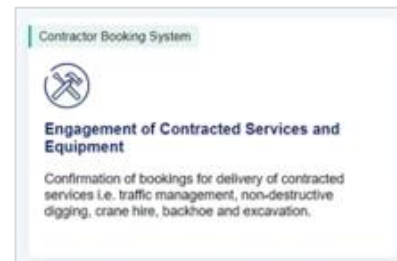 Contractor Booking System
Engagement of Contracted Services and
Equipment
Confirmation of bookings for delivery of contracted
services i.e. traffic management, non-destructive
digging, crane hire, backhoe and excavation.